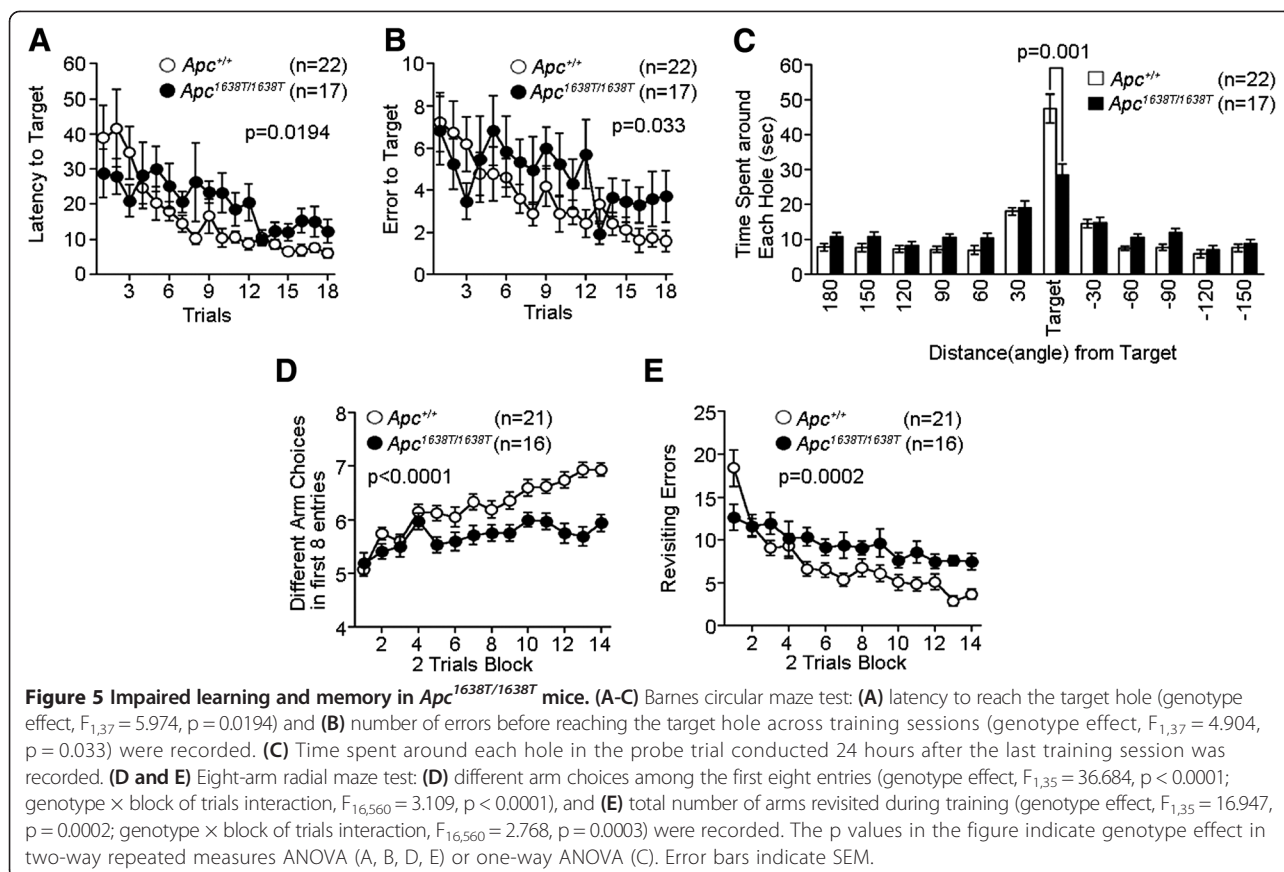 A
60
50
40
30
20
10
0
Latency to Target
Apc+/+ (n=22)
Apc1638T/1638T (n=17)
p=0.0194
3 6 9 12 15 18
Trials
B
10
8
6
4
2
0
Error to Target
Apc+/+ (n=22)
Apc1638T/1638T (n=17)
p=0.033
3 6 9 12 15 18
Trials
C
p=0.001
60
50
40
30
20
10
0
Time Spent around
Each Hole (sec)
Apc+/+ (n=22)
Apc1638T/1638T (n=17)
180 150 120 90 60 30 Target -30 -60 -90 -120 -150
Distance(angle) from Target
D
8
7
6
5
4
Different Arm Choices
in first 8 entries
Apc+/+ (n=21)
Apc1638T/1638T (n=16)
p<0.0001
2 4 6 8 10 12 14
2 Trials Block
E
25
20
15
10
5
0
Revisiting Errors
Apc+/+ (n=21)
Apc1638T/1638T (n=16)
p=0.0002
2 4 6 8 10 12 14
2 Trials Block
Figure 5 Impaired learning and memory in Apc1638T/1638T mice. (A-C) Barnes circular maze test: (A) latency to reach the target hole (genotype
effect, F1,37 = 5.974, p = 0.0194) and (B) number of errors before reaching the target hole across training sessions (genotype effect, F1,37 = 4.904,
p = 0.033) were recorded. (C) Time spent around each hole in the probe trial conducted 24 hours after the last training session was
recorded. (D and E) Eight-arm radial maze test: (D) different arm choices among the first eight entries (genotype effect, F1,35 = 36.684, p < 0.0001;
genotype × block of trials interaction, F16,560 = 3.109, p < 0.0001), and (E) total number of arms revisited during training (genotype effect, F1,35 = 16.947,
p = 0.0002; genotype × block of trials interaction, F16,560 = 2.768, p = 0.0003) were recorded. The p values in the figure indicate genotype effect in
two-way repeated measures ANOVA (A, B, D, E) or one-way ANOVA (C). Error bars indicate SEM.